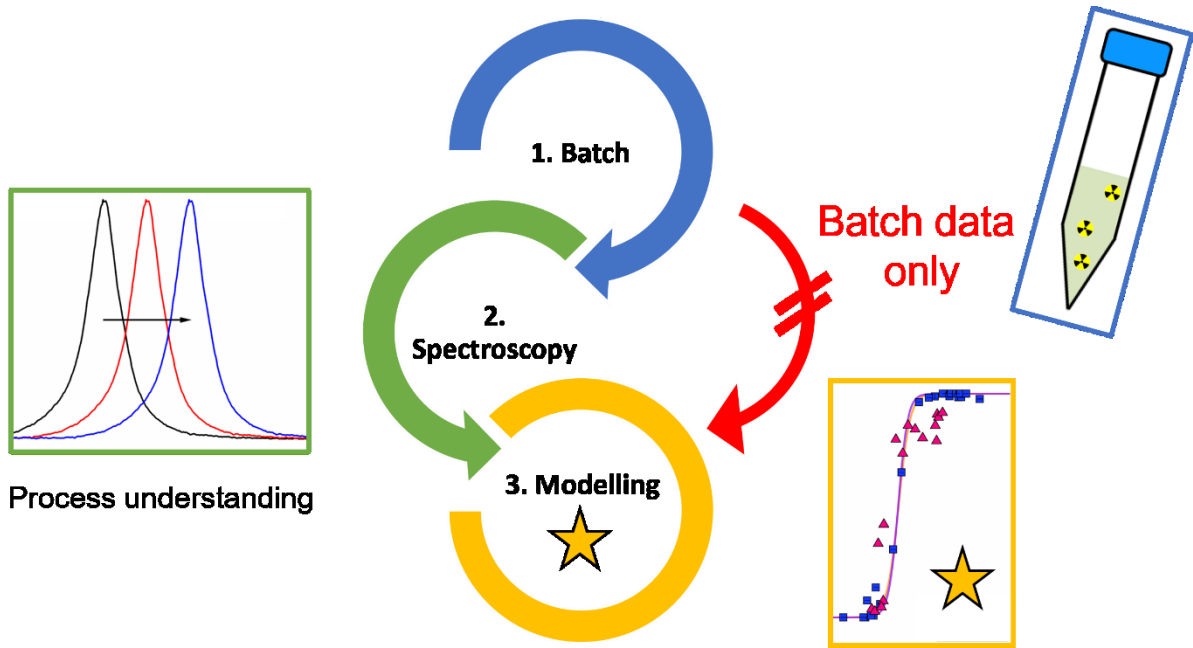 1. Batch
Batch data
only
2.
Spectroscopy
3. Modelling
Process understanding